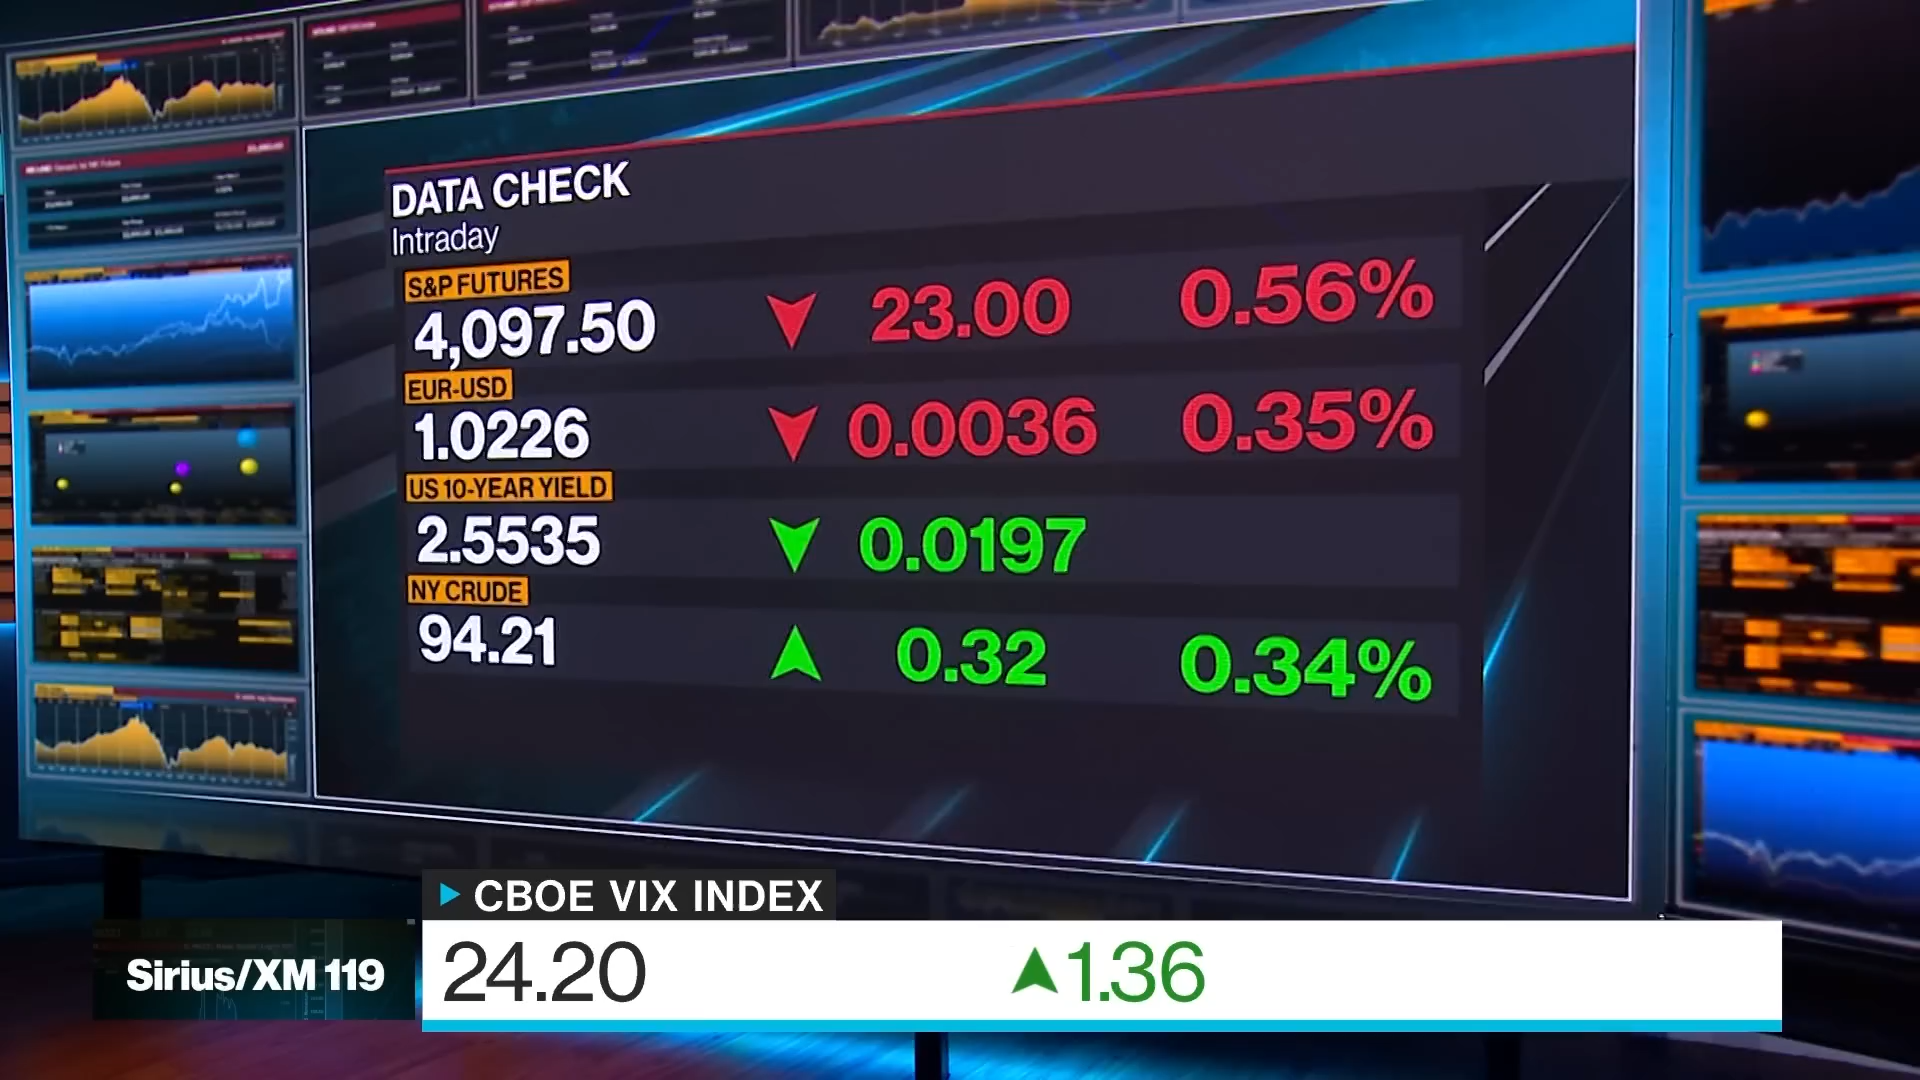 DATA CHECK
Intraday
S&P FUTURES
4,097.50 ▼ 23.00 0.56%
EUR-USD
1.0226 ▼ 0.0036 0.35%
US 10-YEAR YIELD
2.5535 ▼ 0.0197
NY CRUDE
94.21 ▲ 0.32 0.34%
CBOE VIX INDEX
Sirius/XM 119
24.20 ▲1.36